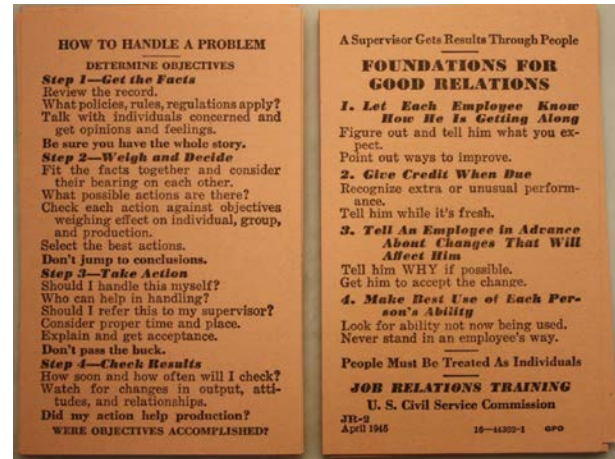 HOW TO HANDLE A PROBLEM
DETERMINE OBJECTIVES
Step 1—Get the Facts
Review the record.
What policies, rules, regulations apply?
Talk with individuals concerned and
get opinions and feelings.
Be sure you have the whole story.
Step 2—Weigh and Decide
Fit the facts together and consider
their bearing on each other.
What possible actions are there?
Check each action against objectives
weighing effect on individual, group,
and production.
Select the best actions.
Don't jump to conclusions.
Step 3—Take Action
Should I handle this myself?
Who can help in handling?
Should I refer this to my supervisor?
Consider proper time and place.
Explain and get acceptance.
Don't pass the buck.
Step 4—Check Results
How soon and how often will I check?
Watch for changes in output, atti-
tudes, and relationships.
Did my action help production?
WERE OBJECTIVES ACCOMPLISHED?
A Supervisor Gets Results Through People
FOUNDATIONS FOR
GOOD RELATIONS
1. Let Each Employee Know
How He Is Getting Along
Figure out and tell him what you ex-
pect.
Point out ways to improve.
2. Give Credit When Due
Recognize extra or unusual perform-
ance.
Tell him while it's fresh.
3. Tell An Employee in Advance
About Changes That Will
Affect Him
Tell him WHY if possible.
Get him to accept the change.
4. Make Best Use of Each Per-
son's Ability
Look for ability not now being used.
Never stand in an employee's way.
People Must Be Treated As Individuals
JOB RELATIONS TRAINING
U. S. Civil Service Commission
JR-2
April 1945 16—44302-1 GPO